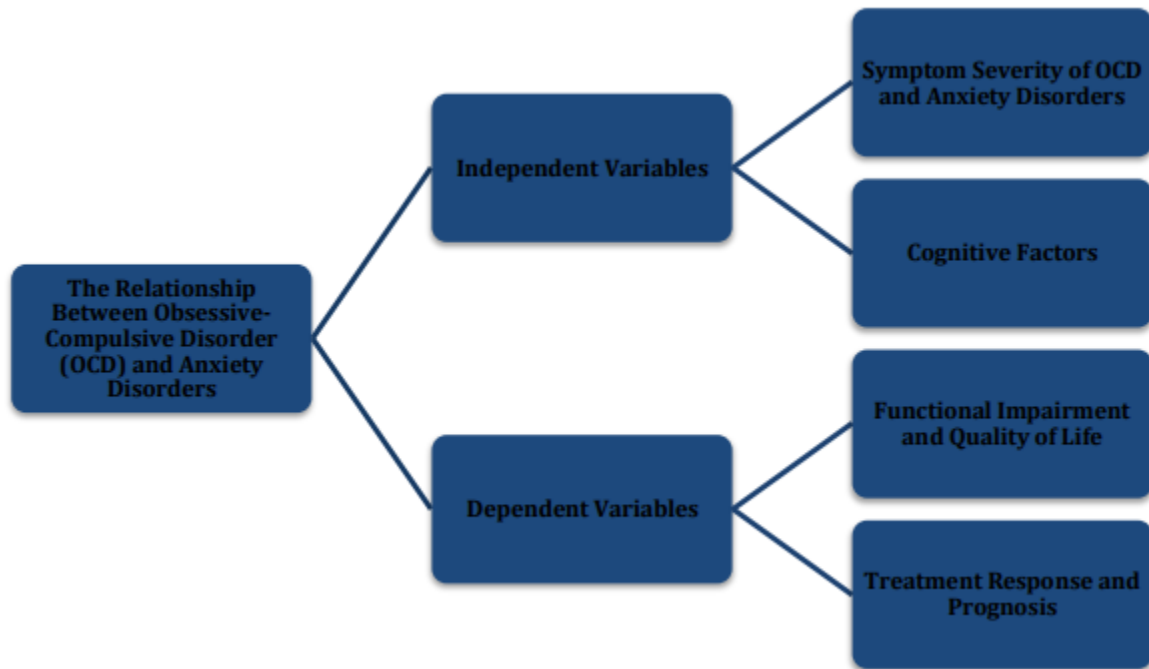 Symptom Severity of OCD
and Anxiety Disorders
Independent Variables
Cognitive Factors
The Relationship
Between Obsessive-
Compulsive Disorder
(OCD) and Anxiety
Disorders
Functional Impairment
and Quality of Life
Dependent Variables
Treatment Response and
Prognosis